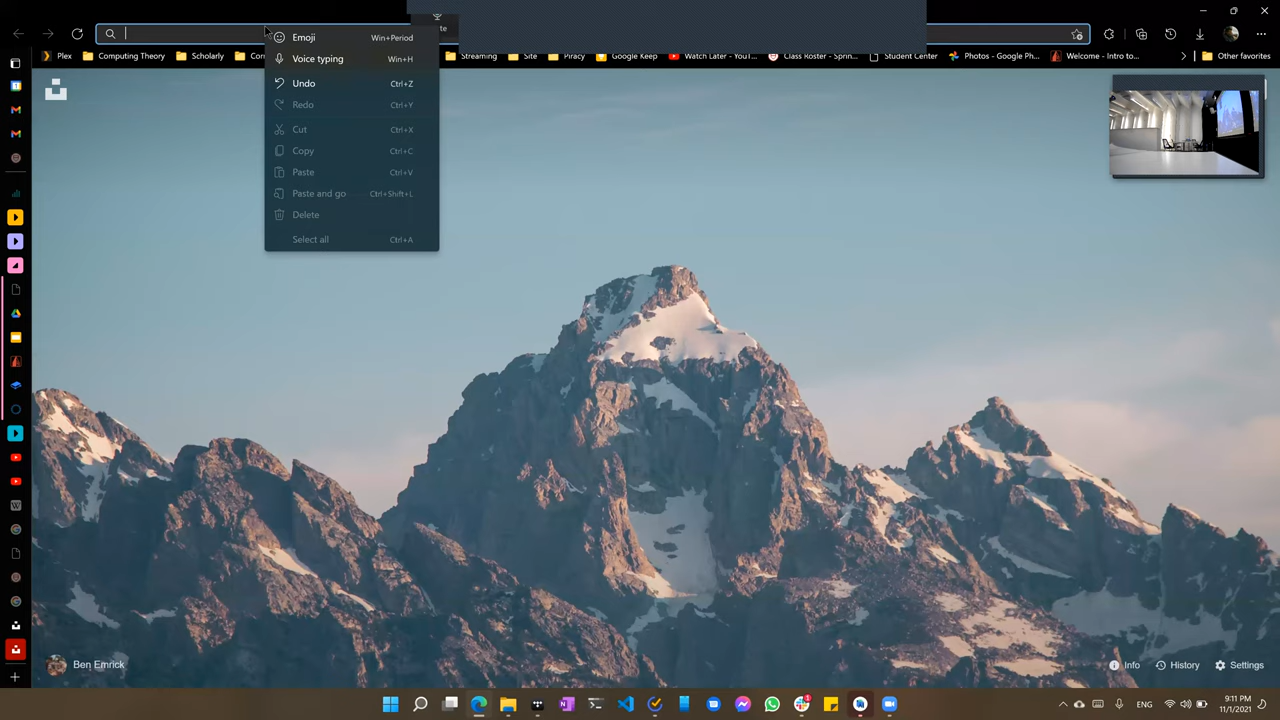 Emoji Win+Period
Voice typing Win+H
Undo Ctrl+Z
Redo Ctrl+Y
Cut Ctrl+X
Copy Ctrl+C
Paste Ctrl+V
Paste and go Ctrl+Shift+L
Delete
Select all Ctrl+A
Plex Computing Theory Scholarly Streaming Site Piracy Google Keep Watch Later - Yo... Class Roster - Sprin... Student Center Photos - Google Ph... Welcome - Intro to... Other favorites
Ben Emrick
Info History Settings
9:11 PM
11/1/2021